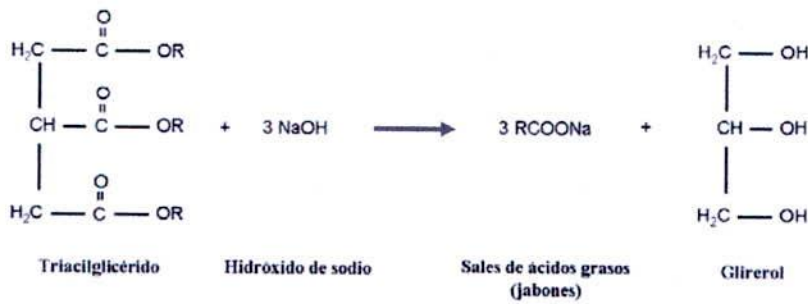 O O
H₂C — C — OR H₂C — OH
O
CH — C — OR + 3 NaOH 3 RCOONa + CH — OH
O
H₂C — C — OR H₂C — OH
Triacilglicérido Hidróxido de sodio Sales de ácidos grasos Glirerol
(jabones)